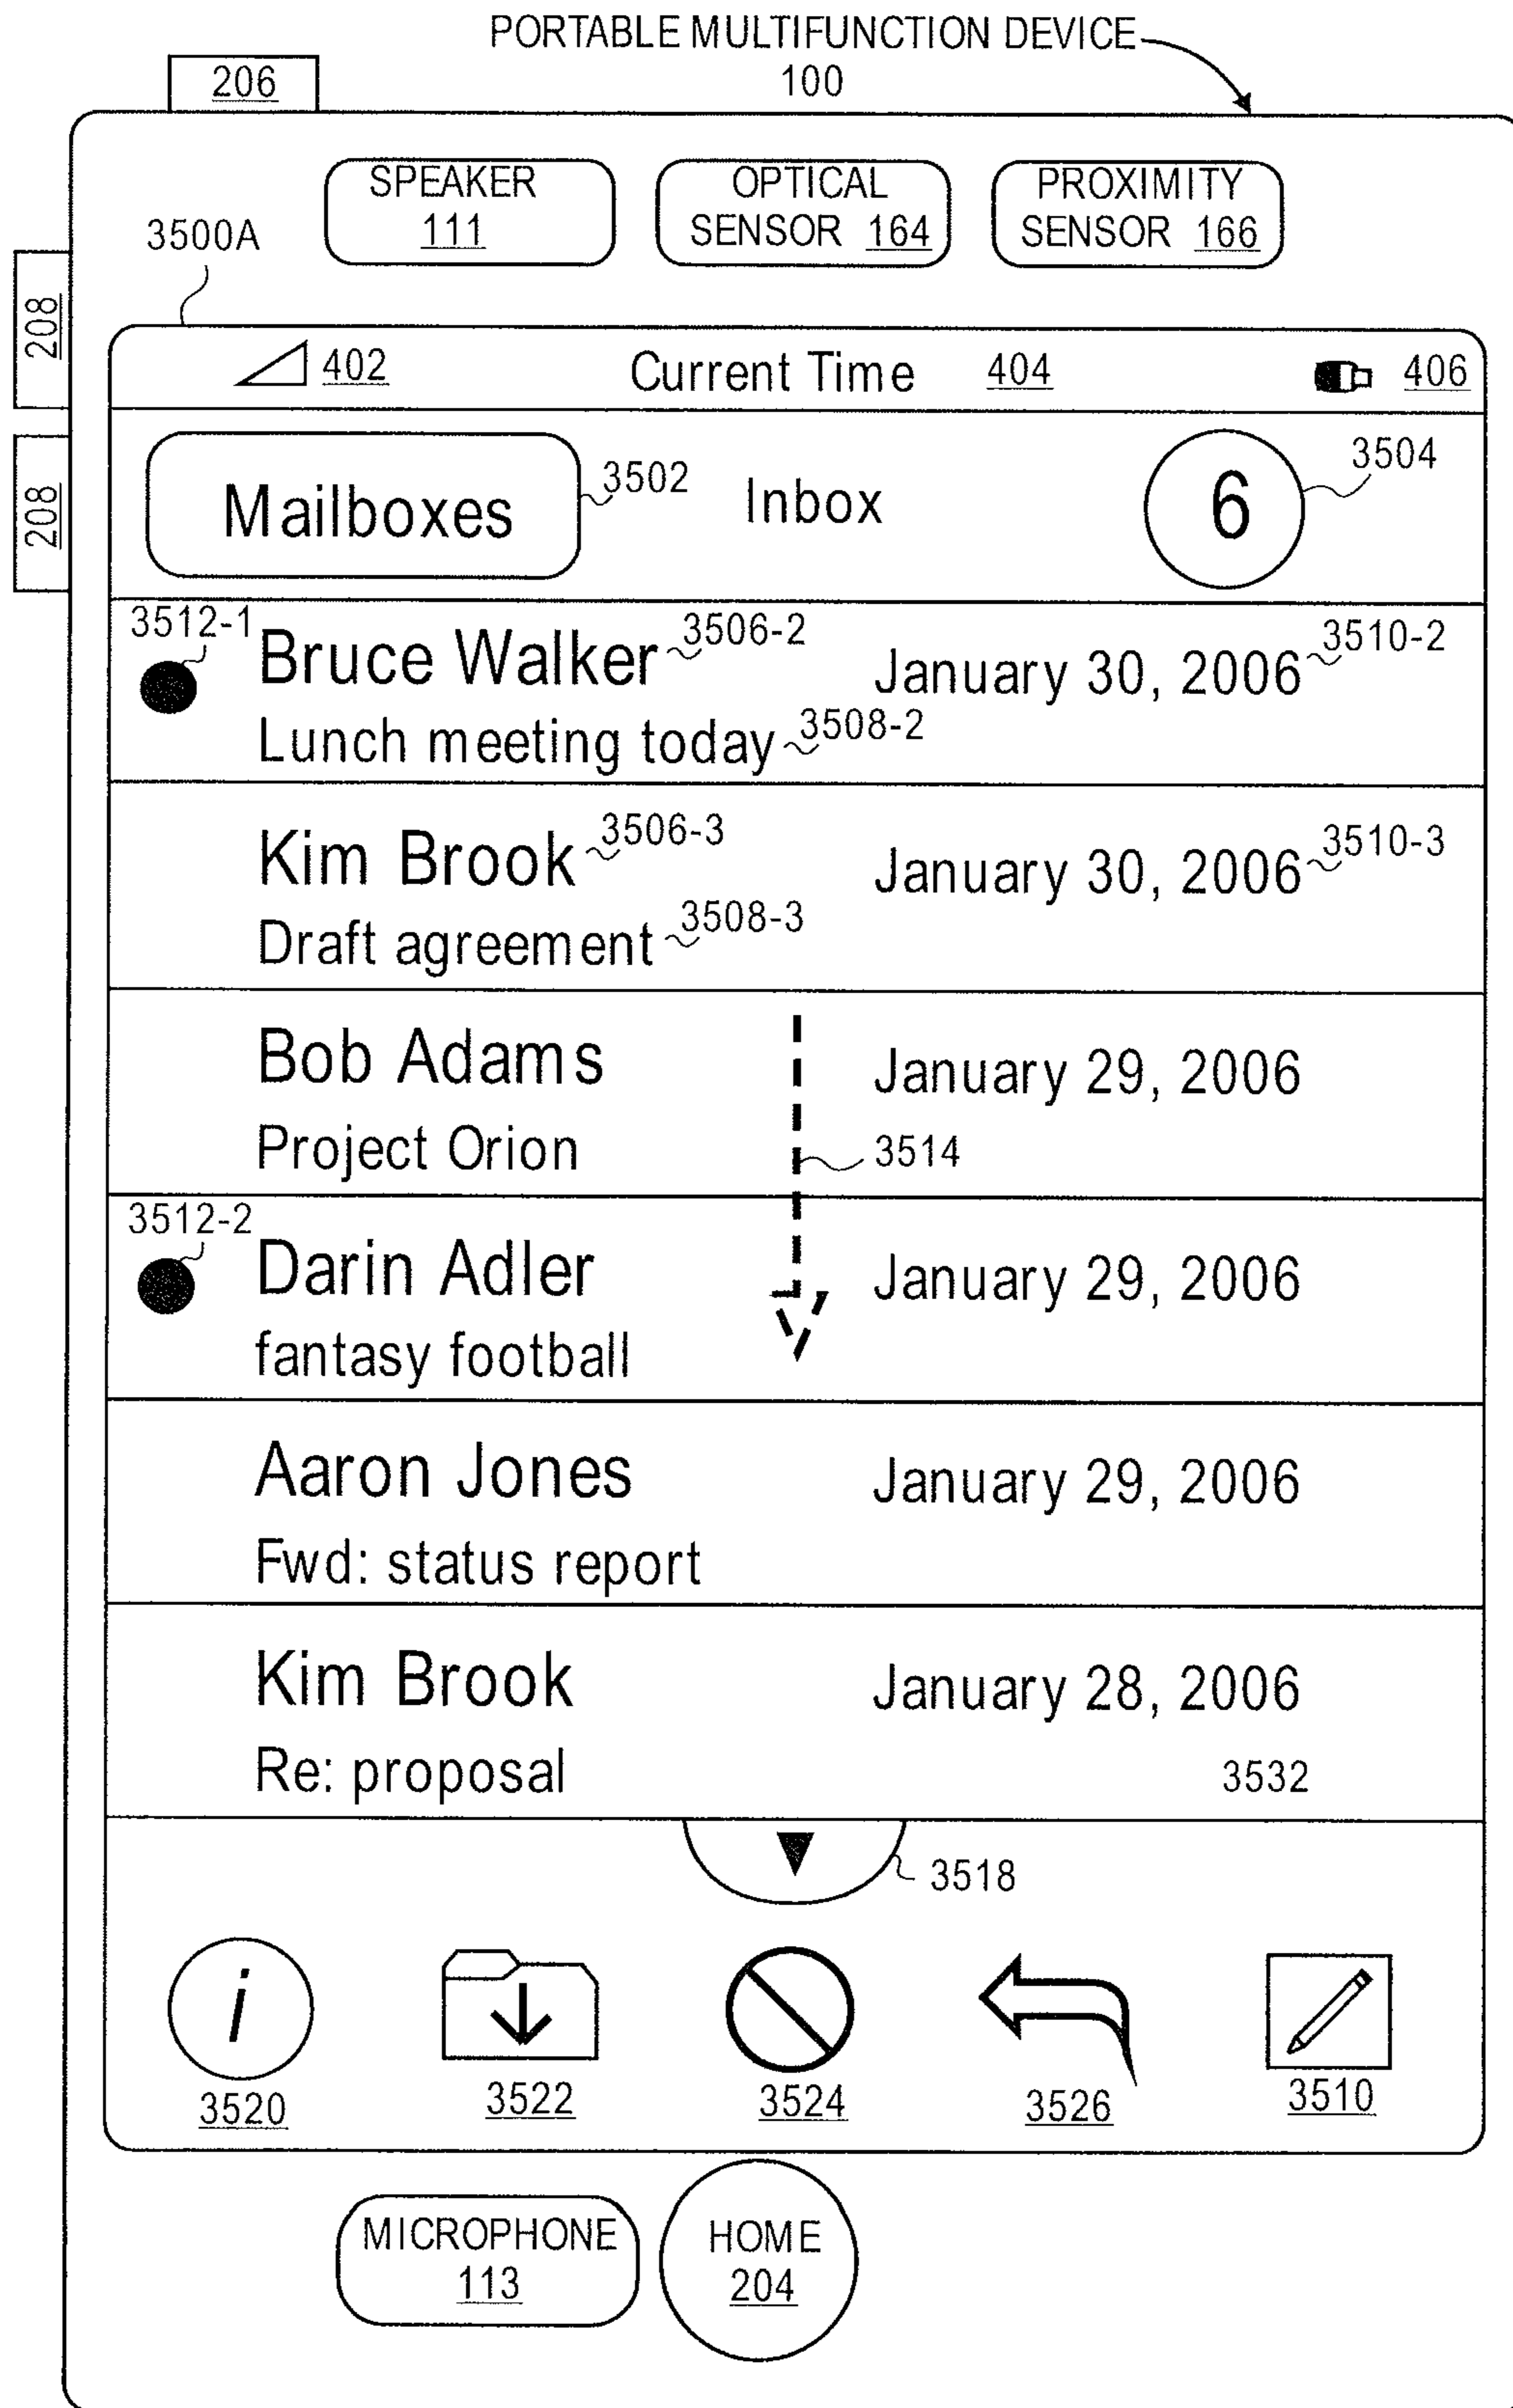 PORTABLE MULTIFUNCTION DEVICE
100
206
SPEAKER
111
OPTICAL
SENSOR 164
PROXIMITY
SENSOR 166
3500A
208
208
402 Current Time 404 406
Mailboxes 3502 Inbox 6 3504
3512-1 Bruce Walker 3506-2 January 30, 2006 3510-2
Lunch meeting today 3508-2
Kim Brook 3506-3 January 30, 2006 3510-3
Draft agreement 3508-3
Bob Adams January 29, 2006
Project Orion 3514
3512-2 Darin Adler January 29, 2006
fantasy football
Aaron Jones January 29, 2006
Fwd: status report
Kim Brook January 28, 2006
Re: proposal 3532
3518
i
3520 3522 3524 3526 3510
MICROPHONE
113
HOME
204